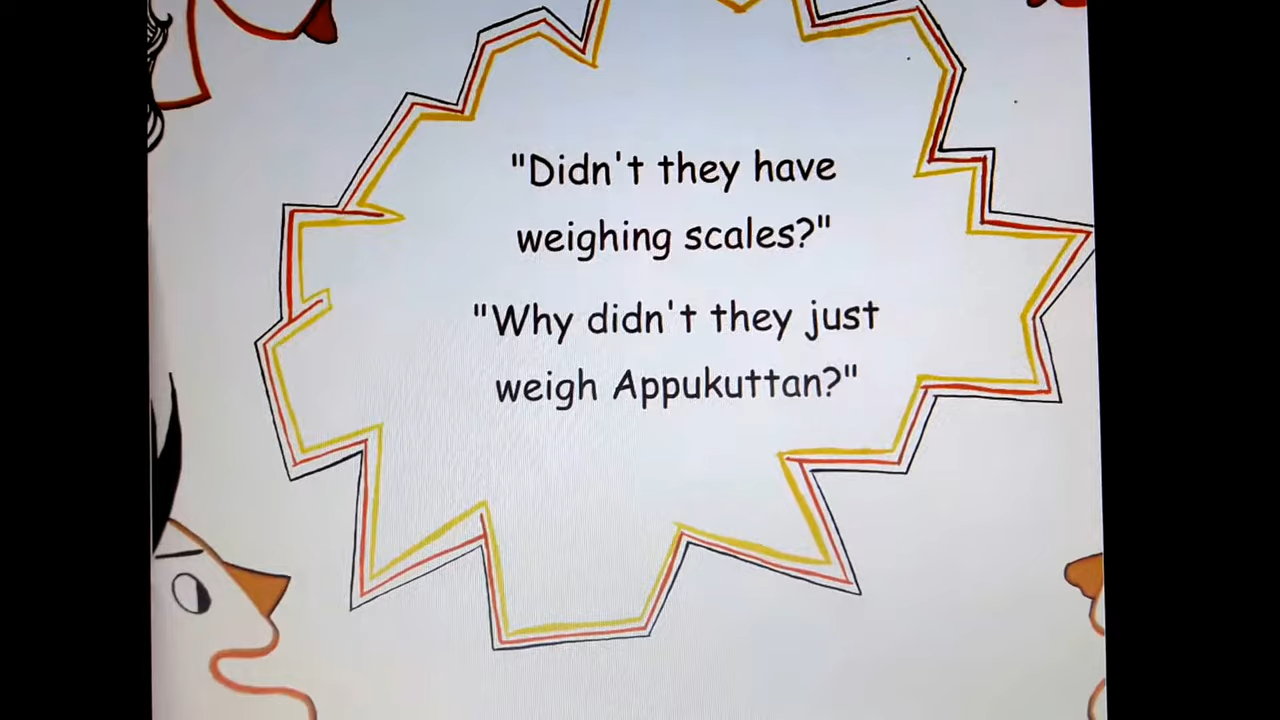 "Didn't they have
weighing scales?"
"Why didn't they just
weigh Appukuttan?"